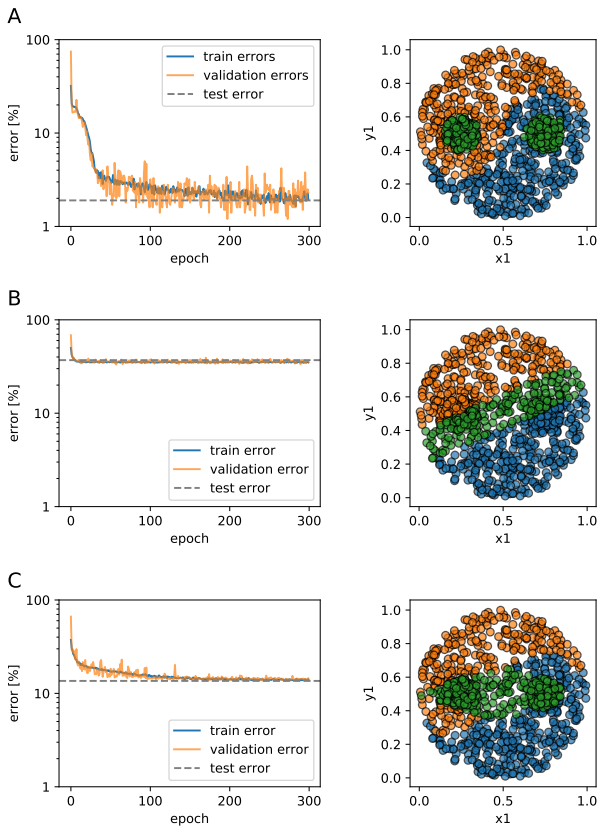 A
100
10
1
error [%]
0
100
200
300
epoch
train errors
validation errors
test error
1.0
0.8
0.6
0.4
0.2
0.0
y1
0.0
0.5
1.0
x1
B
100
10
1
error [%]
0
100
200
300
epoch
train error
validation error
test error
1.0
0.8
0.6
0.4
0.2
0.0
y1
0.0
0.5
1.0
x1
C
100
10
1
error [%]
0
100
200
300
epoch
train error
validation error
test error
1.0
0.8
0.6
0.4
0.2
0.0
y1
0.0
0.5
1.0
x1